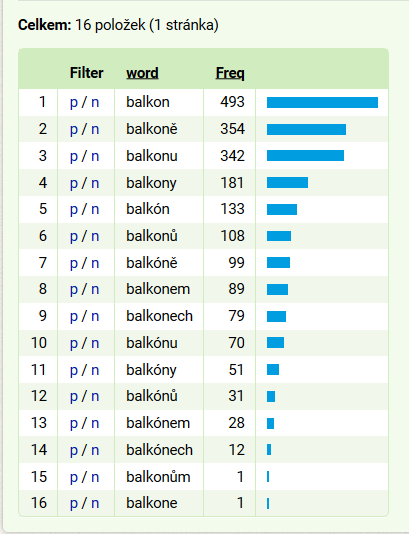 Celkem: 16 položek (1 stránka)
Filter word Freq
1 p / n balkon 493
2 p / n balkoně 354
3 p / n balkonu 342
4 p / n balkony 181
5 p / n balkón 133
6 p / n balkonů 108
7 p / n balkóně 99
8 p / n balkonem 89
9 p / n balkonech 79
10 p / n balkónu 70
11 p / n balkóny 51
12 p / n balkónů 31
13 p / n balkónem 28
14 p / n balkónech 12
15 p / n balkonům 1
16 p / n balkone 1